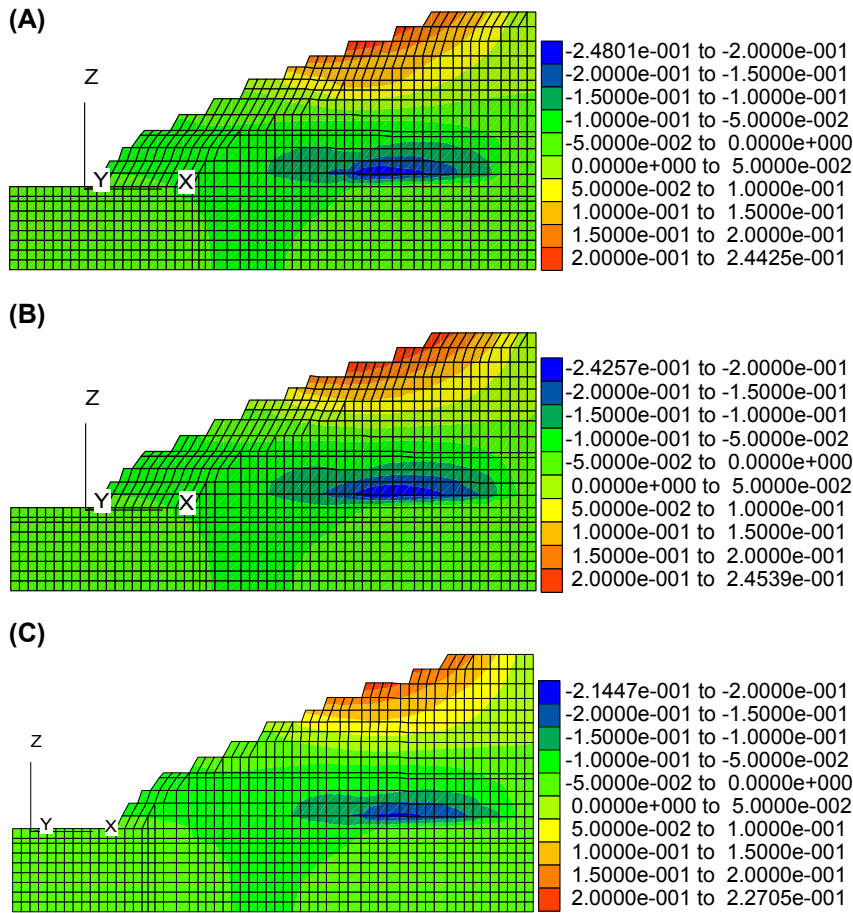 (A)
Z
Y
X
-2.4801e-001 to -2.0000e-001
-2.0000e-001 to -1.5000e-001
-1.5000e-001 to -1.0000e-001
-1.0000e-001 to -5.0000e-002
-5.0000e-002 to 0.0000e+000
0.0000e+000 to 5.0000e-002
5.0000e-002 to 1.0000e-001
1.0000e-001 to 1.5000e-001
1.5000e-001 to 2.0000e-001
2.0000e-001 to 2.4425e-001
(B)
Z
Y
X
-2.4257e-001 to -2.0000e-001
-2.0000e-001 to -1.5000e-001
-1.5000e-001 to -1.0000e-001
-1.0000e-001 to -5.0000e-002
-5.0000e-002 to 0.0000e+000
0.0000e+000 to 5.0000e-002
5.0000e-002 to 1.0000e-001
1.0000e-001 to 1.5000e-001
1.5000e-001 to 2.0000e-001
2.0000e-001 to 2.4539e-001
(C)
Z
Y
X
-2.1447e-001 to -2.0000e-001
-2.0000e-001 to -1.5000e-001
-1.5000e-001 to -1.0000e-001
-1.0000e-001 to -5.0000e-002
-5.0000e-002 to 0.0000e+000
0.0000e+000 to 5.0000e-002
5.0000e-002 to 1.0000e-001
1.0000e-001 to 1.5000e-001
1.5000e-001 to 2.0000e-001
2.0000e-001 to 2.2705e-001